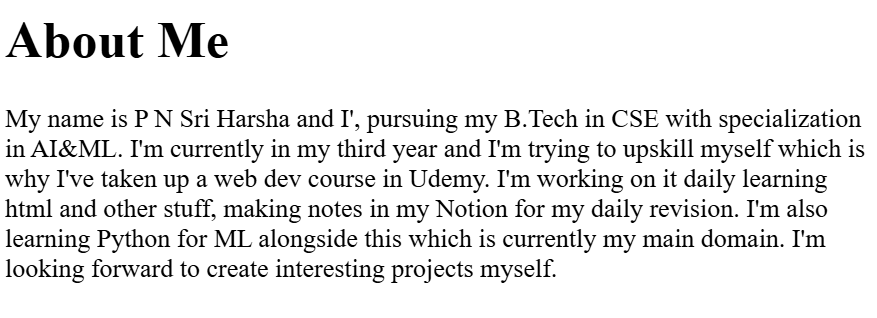 About Me
My name is P N Sri Harsha and I', pursuing my B.Tech in CSE with specialization
in AI&ML. I'm currently in my third year and I'm trying to upskill myself which is
why I've taken up a web dev course in Udemy. I'm working on it daily learning
html and other stuff, making notes in my Notion for my daily revision. I'm also
learning Python for ML alongside this which is currently my main domain. I'm
looking forward to create interesting projects myself.